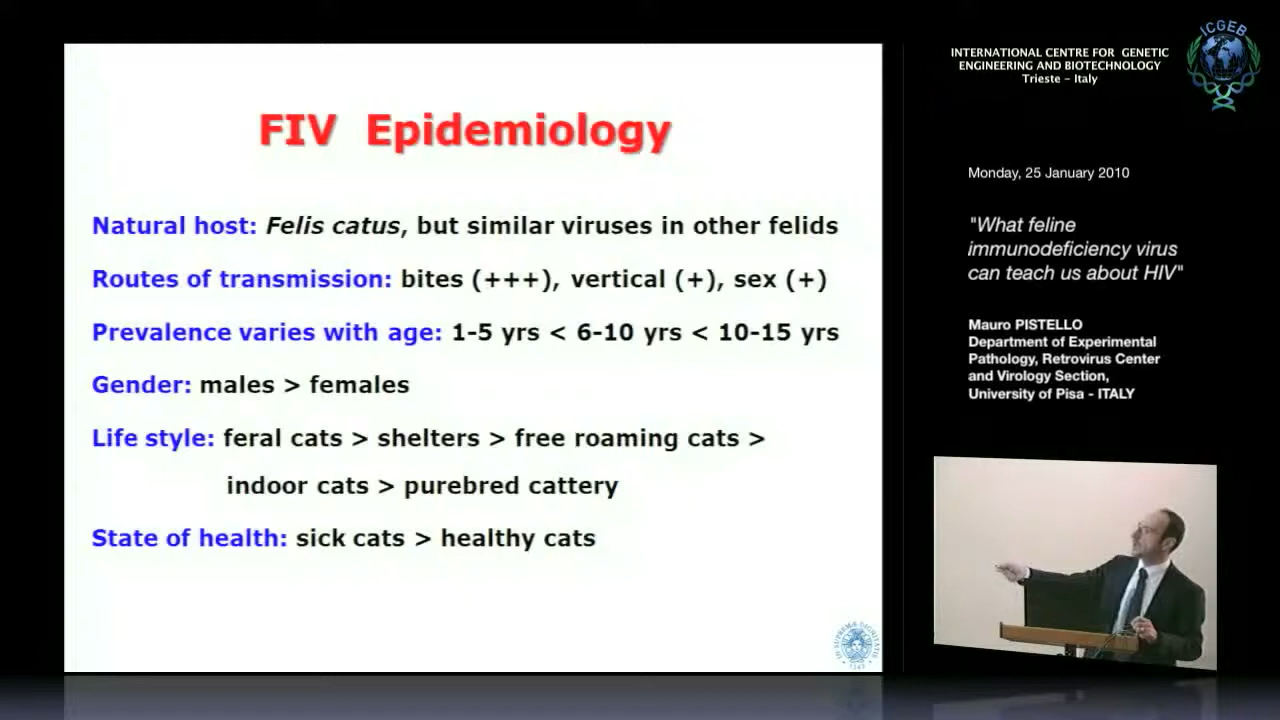 FIV Epidemiology
Natural host: Felis catus, but similar viruses in other felids
Routes of transmission: bites (+++), vertical (+), sex (+)
Prevalence varies with age: 1-5 yrs < 6-10 yrs < 10-15 yrs
Gender: males > females
Life style: feral cats > shelters > free roaming cats >
indoor cats > purebred cattery
State of health: sick cats > healthy cats
INTERNATIONAL CENTRE FOR GENETIC
ENGINEERING AND BIOTECHNOLOGY
Trieste - Italy
ICGEB
Monday, 25 January 2010
"What feline
immunodeficiency virus
can teach us about HIV"
Mauro PISTELLO
Department of Experimental
Pathology, Retrovirus Center
and Virology Section,
University of Pisa - ITALY